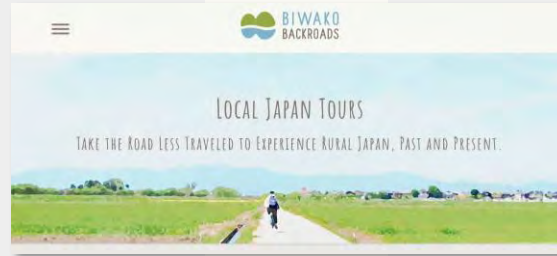 BIWAKO
BACKROADS
LOCAL JAPAN TOURS
TAKE THE ROAD LESS TRAVELED TO EXPERIENCE RURAL JAPAN, PAST AND PRESENT.